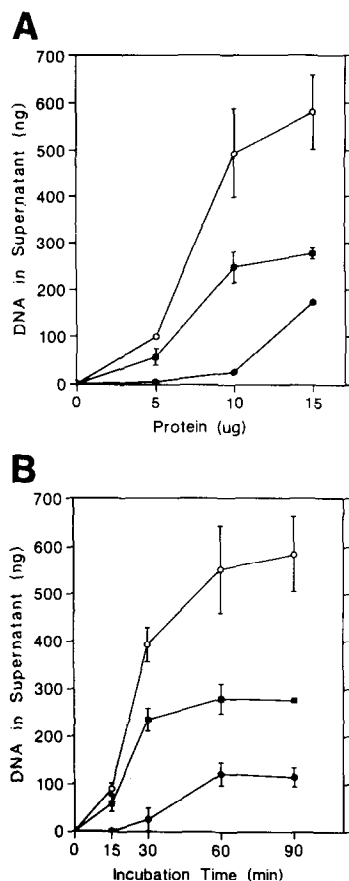 A
700
600
500
400
300
200
100
0
DNA in Supernatant (ng)
0 5 10 15
Protein (ug)
B
700
600
500
400
300
200
100
0
DNA in Supernatant (ng)
0 15 30 60 90
Incubation Time (min)